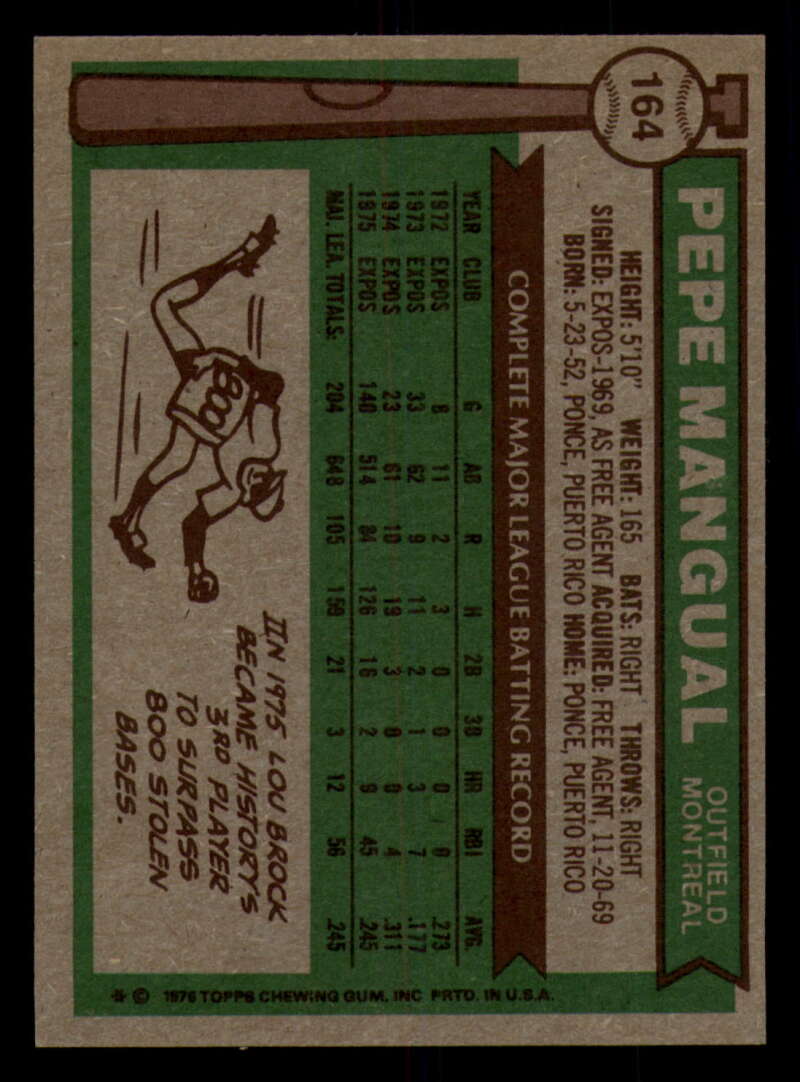 164
PEPE MANGUAL
OUTFIELD
MONTREAL
HEIGHT: 5'10" WEIGHT: 165 BATS: RIGHT THROWS: RIGHT
SIGNED: EXPOS-1969, AS FREE AGENT ACQUIRED: FREE AGENT, 11-20-69
BORN: 5-23-52, PONCE, PUERTO RICO HOME: PONCE, PUERTO RICO
COMPLETE MAJOR LEAGUE BATTING RECORD
YEAR CLUB G AB R H 2B 3B HR RBI AVG.
1972 EXPOS 8 11 2 3 0 0 0 0 .273
1973 EXPOS 33 62 9 11 2 1 3 7 .177
1974 EXPOS 23 61 10 19 3 0 0 4 .311
1975 EXPOS 140 514 84 126 16 2 9 45 .245
MAJ. LEA. TOTALS: 204 648 105 159 21 3 12 56 .245
800
IN 1975 LOU BROCK
BECAME HISTORY'S
3RD PLAYER
TO SURPASS
800 STOLEN
BASES.
* © 1976 TOPPS CHEWING GUM, INC PRTD. IN U.S.A.